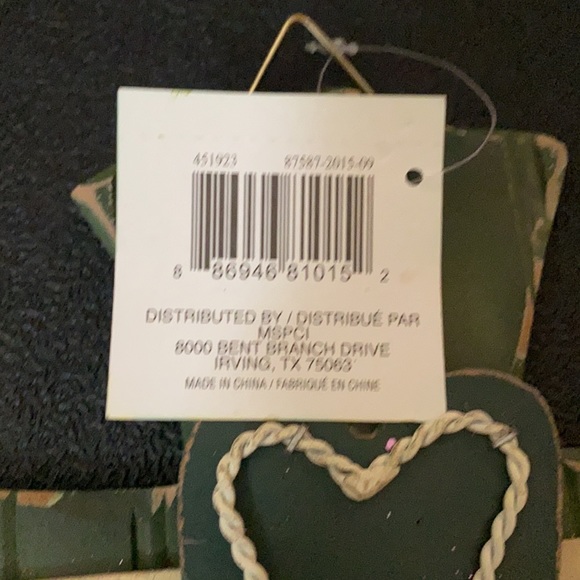 451923 87587-2015-09
8 86946 81015 2
DISTRIBUTED BY / DISTRIBUÉ PAR
MSPCI
8000 BENT BRANCH DRIVE
IRVING, TX 75063
MADE IN CHINA / FABRIQUÉ EN CHINE